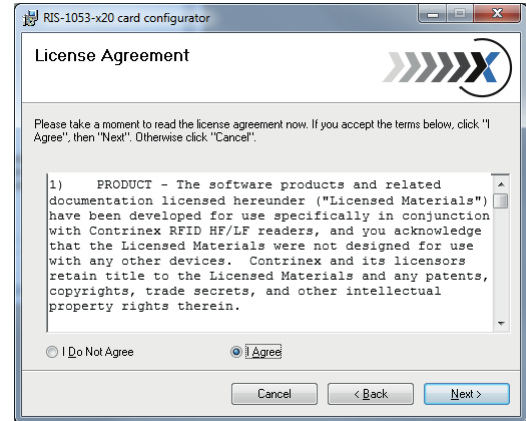 RIS-1053-x20 card configurator
License Agreement
Please take a moment to read the license agreement now. If you accept the terms below, click "I
Agree", then "Next". Otherwise click "Cancel".
1) PRODUCT - The software products and related
documentation licensed hereunder ("Licensed Materials")
have been developed for use specifically in conjunction
with Contrinex RFID HF/LF readers, and you acknowledge
that the Licensed Materials were not designed for use
with any other devices. Contrinex and its licensors
retain title to the Licensed Materials and any patents,
copyrights, trade secrets, and other intellectual
property rights therein.
I Do Not Agree
I Agree
Cancel
< Back
Next >